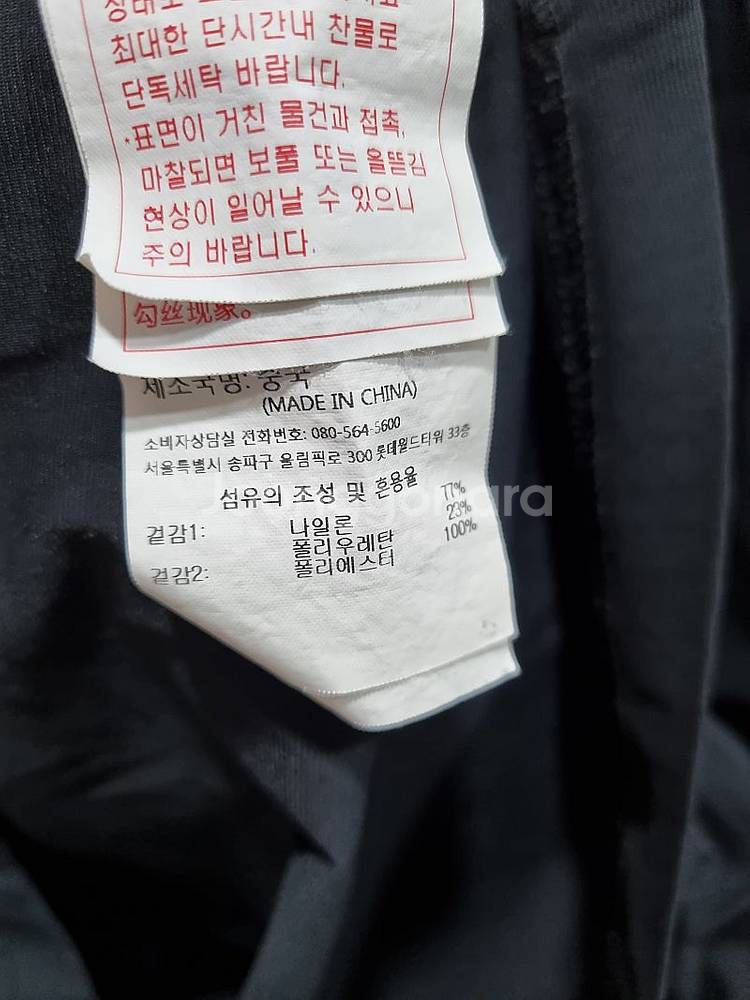 최대한 단시간내 찬물로
단독세탁 바랍니다.
*표면이 거친 물건과 접촉,
마찰되면 보풀 또는 올뜯김
현상이 일어날 수 있으니
주의 바랍니다.
勾丝现象。
제조국명: 중국
(MADE IN CHINA)
소비자상담실 전화번호: 080-564-5600
서울특별시 송파구 올림픽로 300 롯데월드타워 33층
섬유의 조성 및 혼용율
겉감1: 나일론 77%
폴리우레탄 23%
겉감2: 폴리에스터 100%